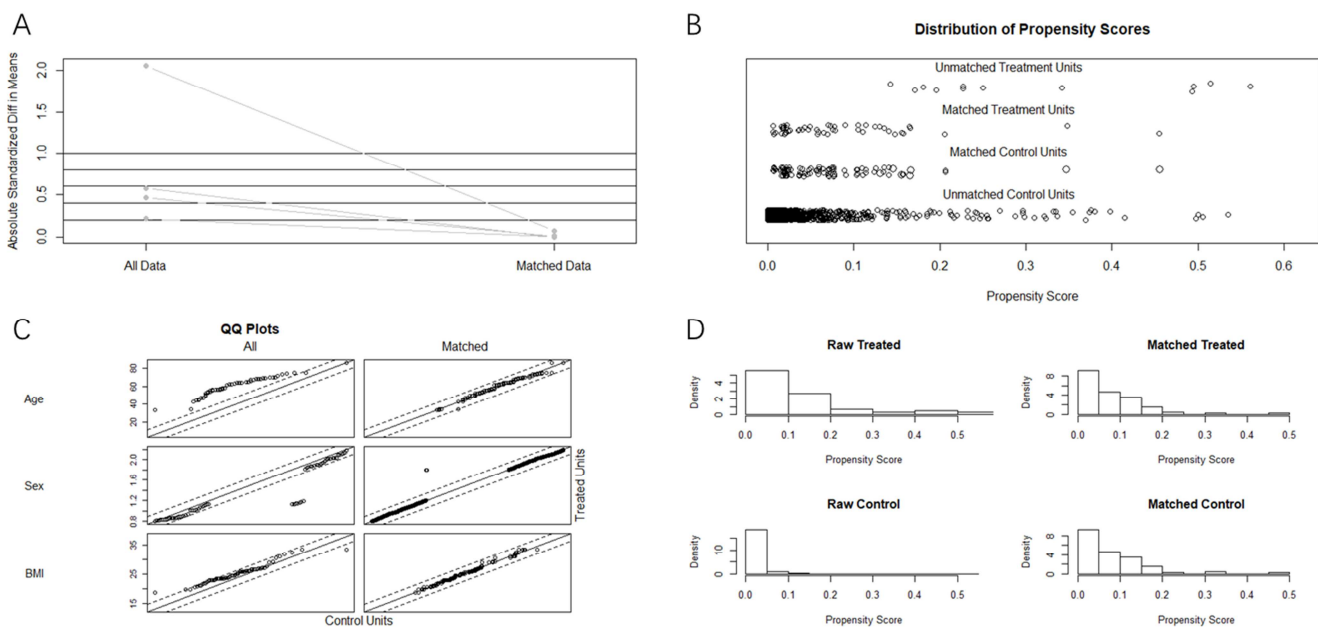 A
Absolute Standardized Diff in Means
0.0 0.5 1.0 1.5 2.0
All Data Matched Data
B
Distribution of Propensity Scores
Unmatched Treatment Units
Matched Treatment Units
Matched Control Units
Unmatched Control Units
0.0 0.1 0.2 0.3 0.4 0.5 0.6
Propensity Score
C
QQ Plots
All Matched
Age
20 40 60 80
Sex
0.8 1.2 1.6 2.0
BMI
15 25 35
Control Units
Treated Units
D
Raw Treated
Density
0 2 4
0.0 0.1 0.2 0.3 0.4 0.5
Propensity Score
Matched Treated
Density
0 4 8
0.0 0.1 0.2 0.3 0.4 0.5
Propensity Score
Raw Control
Density
0 10
0.0 0.1 0.2 0.3 0.4 0.5
Propensity Score
Matched Control
Density
0 4 8
0.0 0.1 0.2 0.3 0.4 0.5
Propensity Score